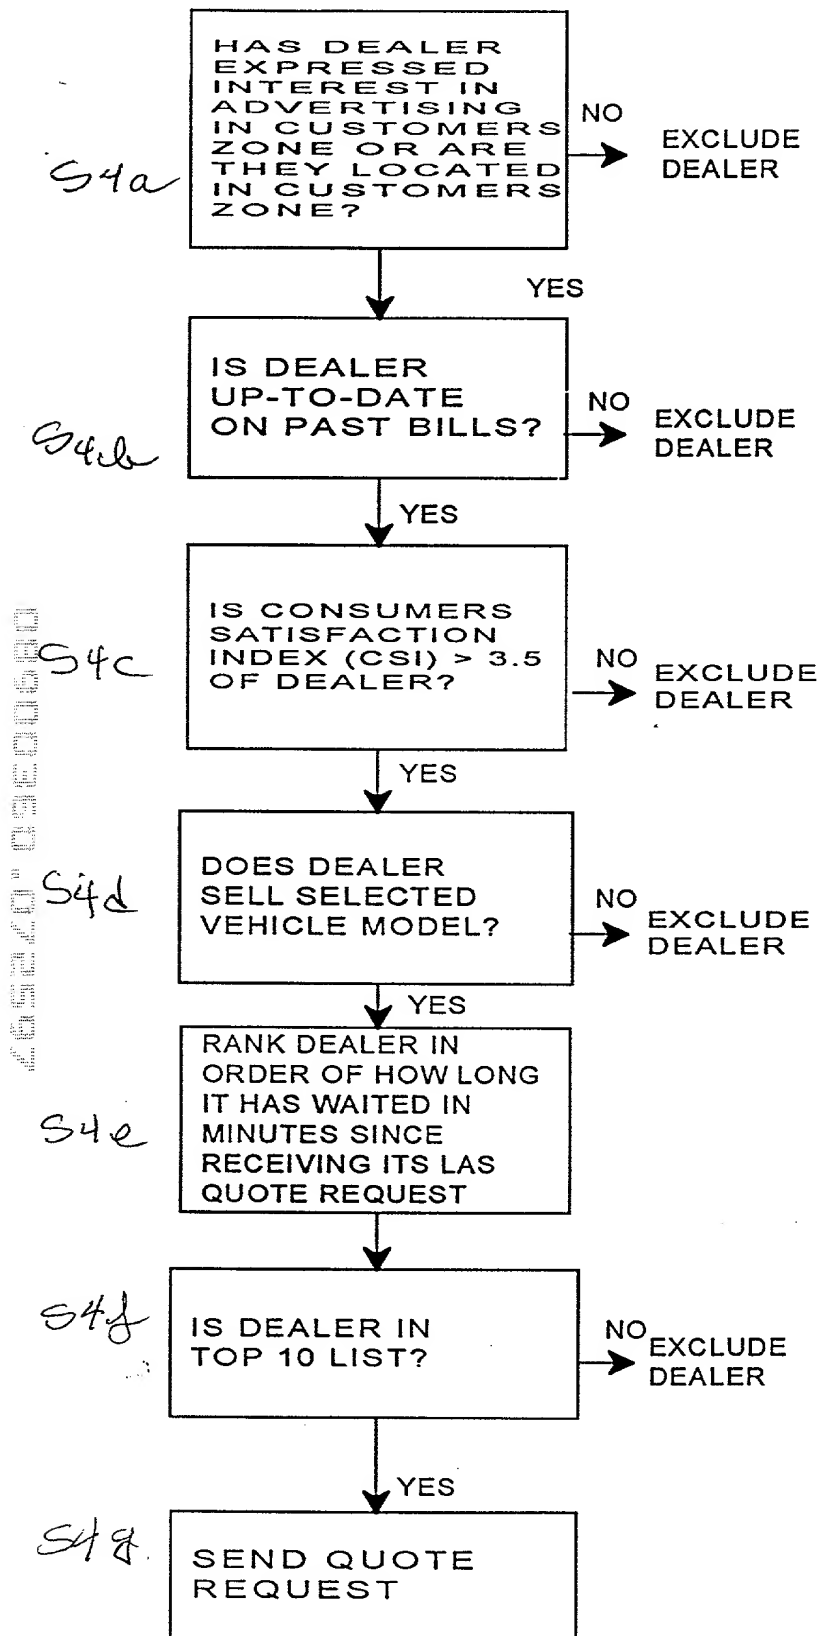 HAS DEALER
EXPRESSED
INTEREST IN
ADVERTISING
IN CUSTOMERS
ZONE OR ARE
THEY LOCATED
IN CUSTOMERS
ZONE?
NO
EXCLUDE
DEALER
S4a
YES
IS DEALER
UP-TO-DATE
ON PAST BILLS?
NO
EXCLUDE
DEALER
S4b
YES
IS CONSUMERS
SATISFACTION
INDEX (CSI) > 3.5
OF DEALER?
NO
EXCLUDE
DEALER
S4c
YES
DOES DEALER
SELL SELECTED
VEHICLE MODEL?
NO
EXCLUDE
DEALER
S4d
YES
RANK DEALER IN
ORDER OF HOW LONG
IT HAS WAITED IN
MINUTES SINCE
RECEIVING ITS LAS
QUOTE REQUEST
S4e
IS DEALER IN
TOP 10 LIST?
NO
EXCLUDE
DEALER
S4f
YES
SEND QUOTE
REQUEST
S4g.